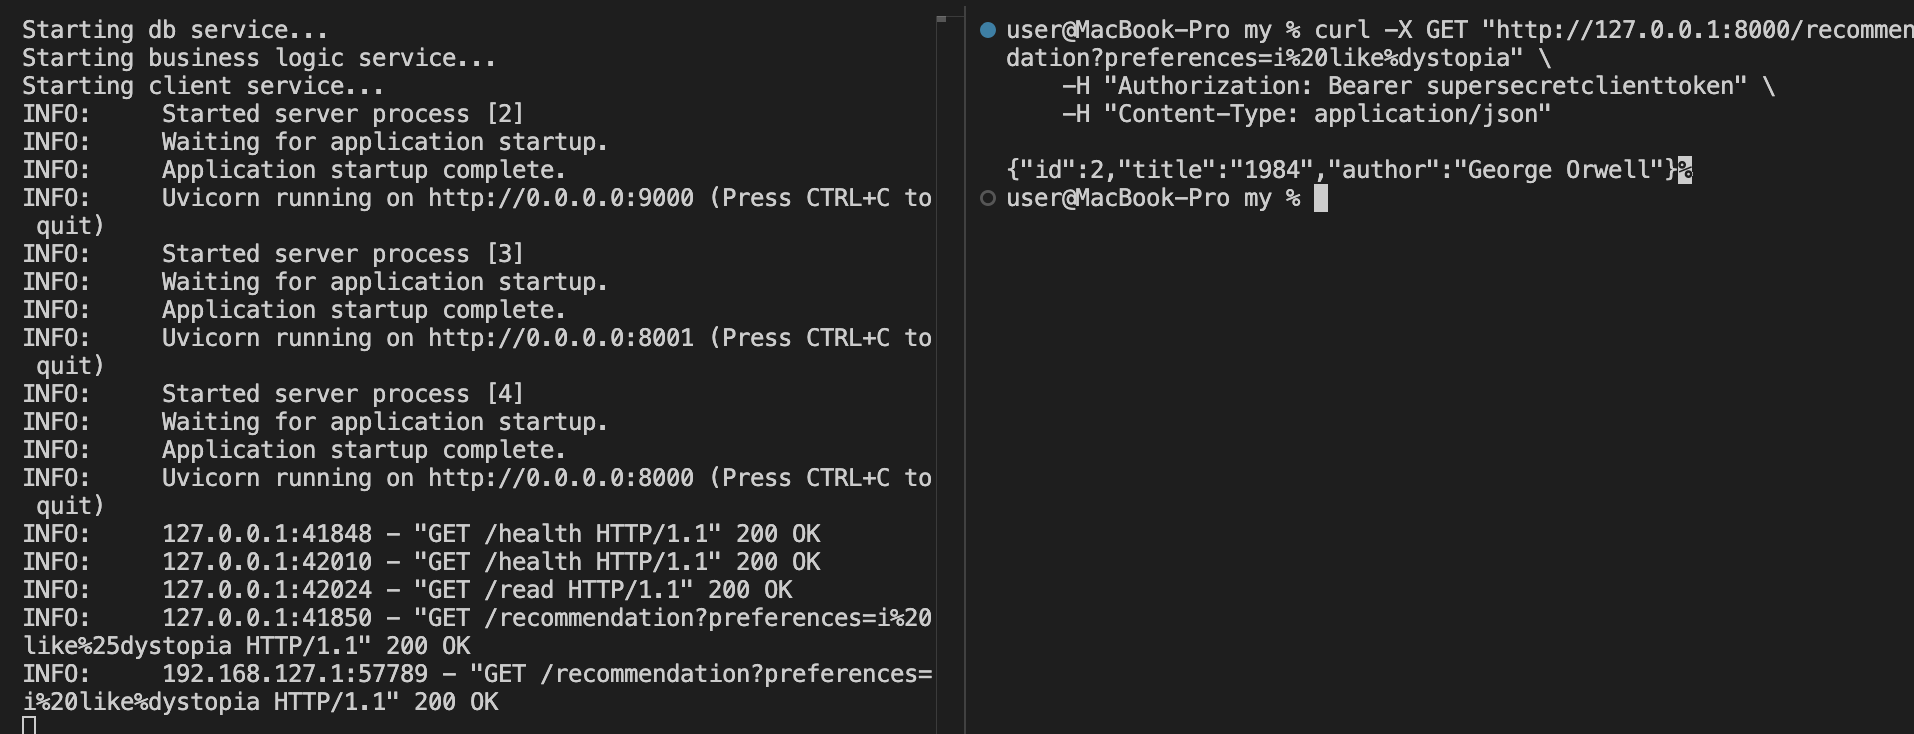 Starting db service...
Starting business logic service...
Starting client service...
INFO:     Started server process [2]
INFO:     Waiting for application startup.
INFO:     Application startup complete.
INFO:     Uvicorn running on http://0.0.0.0:9000 (Press CTRL+C to
 quit)
INFO:     Started server process [3]
INFO:     Waiting for application startup.
INFO:     Application startup complete.
INFO:     Uvicorn running on http://0.0.0.0:8001 (Press CTRL+C to
 quit)
INFO:     Started server process [4]
INFO:     Waiting for application startup.
INFO:     Application startup complete.
INFO:     Uvicorn running on http://0.0.0.0:8000 (Press CTRL+C to
 quit)
INFO:     127.0.0.1:41848 – "GET /health HTTP/1.1" 200 OK
INFO:     127.0.0.1:42010 – "GET /health HTTP/1.1" 200 OK
INFO:     127.0.0.1:42024 – "GET /read HTTP/1.1" 200 OK
INFO:     127.0.0.1:41850 – "GET /recommendation?preferences=i%20
like%25dystopia HTTP/1.1" 200 OK
INFO:     192.168.127.1:57789 – "GET /recommendation?preferences=
i%20like%dystopia HTTP/1.1" 200 OK
user@MacBook-Pro my % curl -X GET "http://127.0.0.1:8000/recommen
dation?preferences=i%20like%dystopia" \
    -H "Authorization: Bearer supersecretclienttoken" \
    -H "Content-Type: application/json"
{"id":2,"title":"1984","author":"George Orwell"}%
user@MacBook-Pro my %